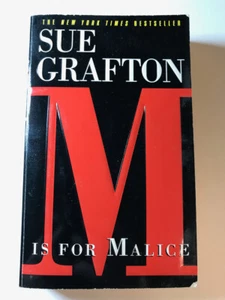 THE NEW YORK TIMES BESTSELLER
SUE
GRAFTON
M
IS FOR MALICE